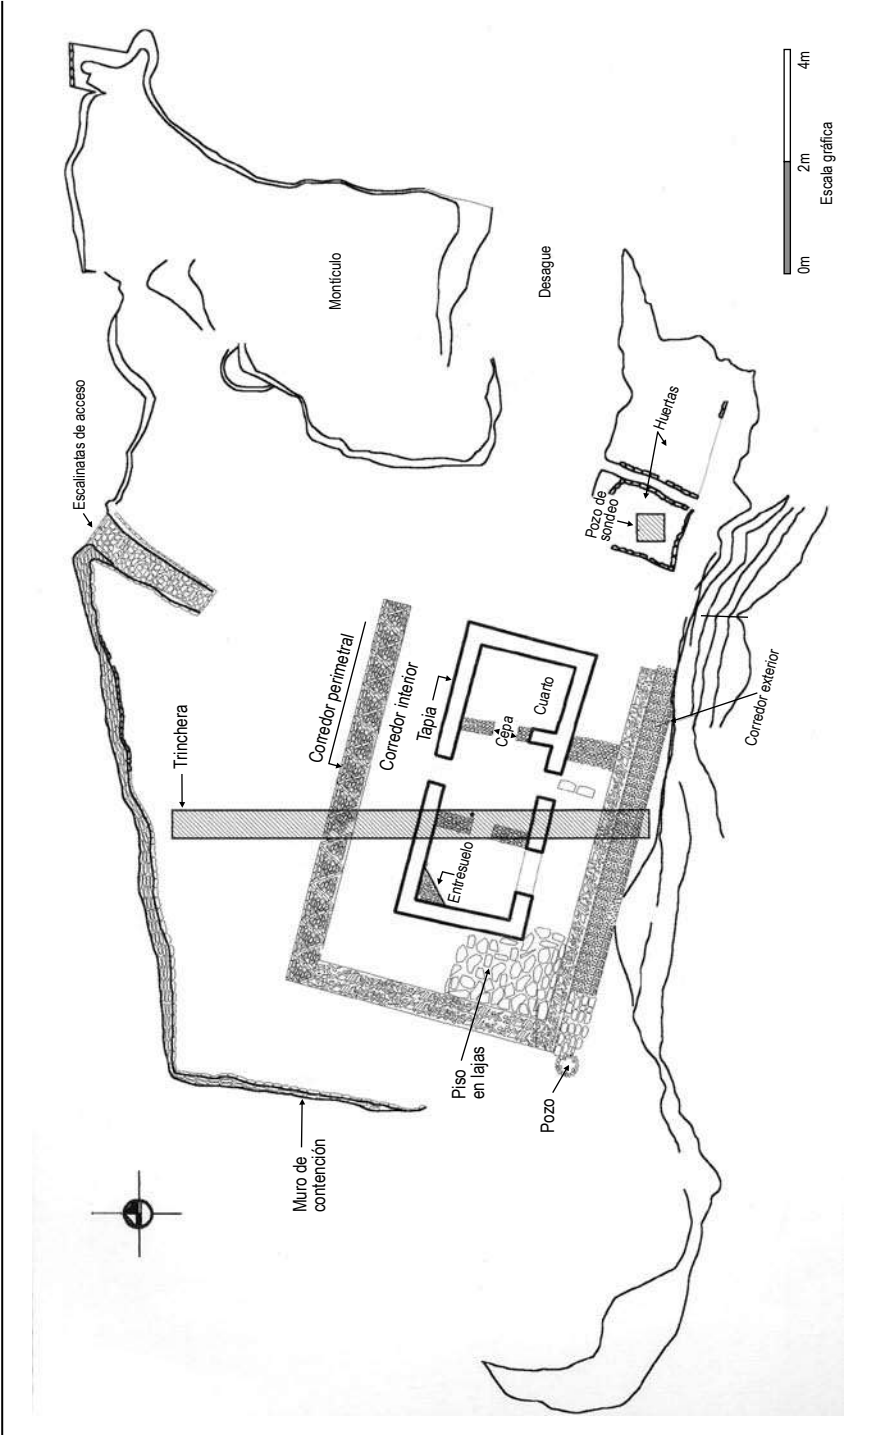 Escalinatas de acceso
Montículo
Desague
0m
2m
4m
Escala gráfica
Trinchera
Corredor perimetral
Corredor interior
Tapia
Cepa
Cuarto
Entresuelo
Pozo de
sondeo
Huertas
Corredor exterior
Muro de
contención
Piso
en lajas
Pozo